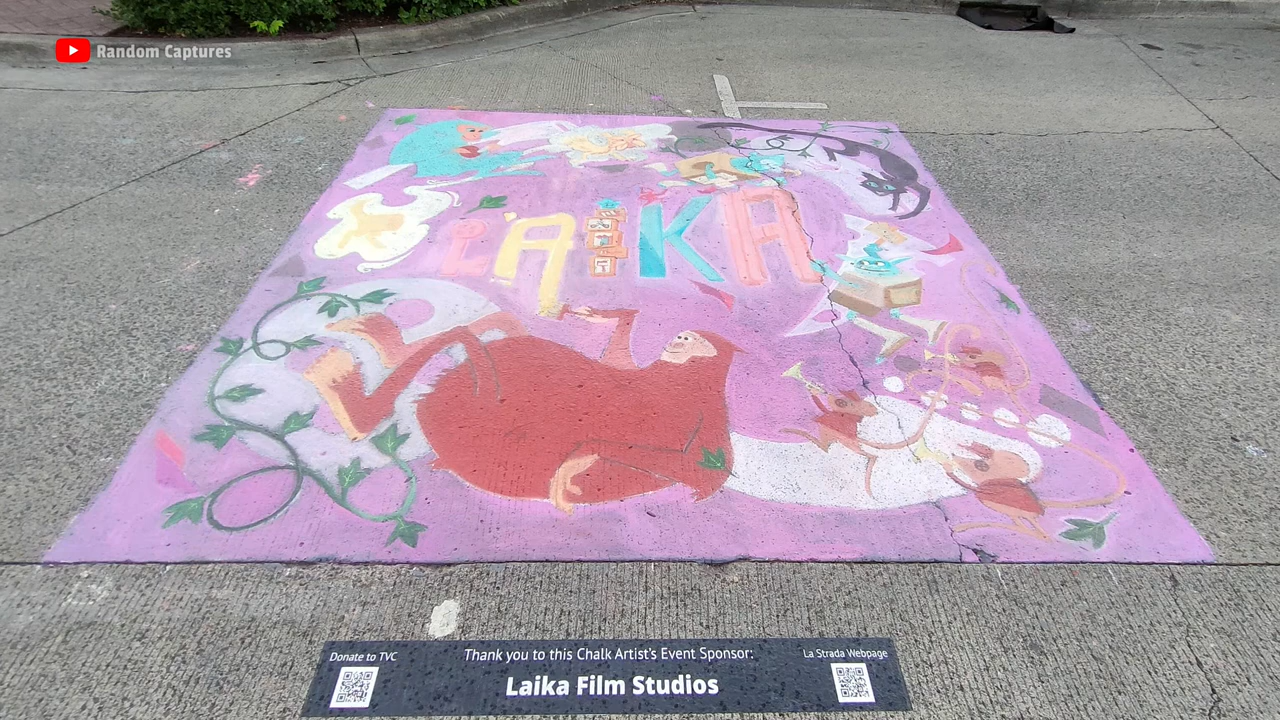 Random Captures
LAIKA
Donate to TVC
Thank you to this Chalk Artist's Event Sponsor:
La Strada Webpage
Laika Film Studios